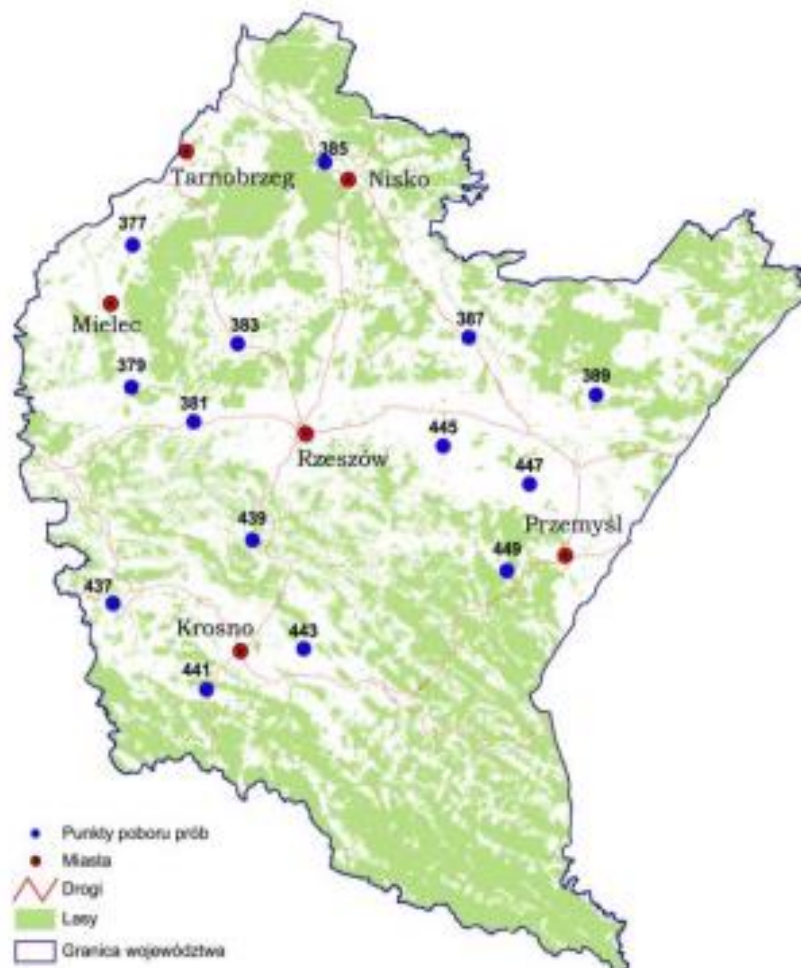 385
Tarnobrzeg
Nisko
377
Mielec
383
387
379
389
381
Rzeszów
445
447
439
Przemyśl
449
437
Krosno
443
441
Punkty poboru prób
Miasta
Drogi
Lasy
Granica województwa